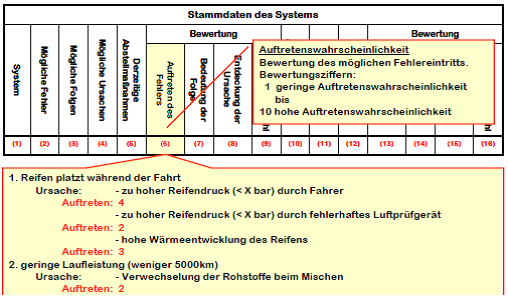 Stammdaten des Systems
Bewertung
Bewertung
System
Mögliche Fehler
Mögliche Folgen
Mögliche Ursachen
Derzeitige Abstellmaßnahmen
Auftreten des Fehlers
Bedeutung der Folge
Entdeckung der Ursache
Auftretenswahrscheinlichkeit
Bewertung des möglichen Fehlereintritts.
Bewertungsziffern:
1 geringe Auftretenswahrscheinlichkeit
bis
10 hohe Auftretenswahrscheinlichkeit
(1) (2) (3) (4) (5) (6) (7) (8) (9) (10) (11) (12) (13) (14) (15) (16)
1. Reifen platzt während der Fahrt
Ursache: - zu hoher Reifendruck (< X bar) durch Fahrer
Auftreten: 4
- zu hoher Reifendruck (< X bar) durch fehlerhaftes Luftprüfgerät
Auftreten: 2
- hohe Wärmeentwicklung des Reifens
Auftreten: 3
2. geringe Laufleistung (weniger 5000km)
Ursache: - Verwechselung der Rohstoffe beim Mischen
Auftreten: 2